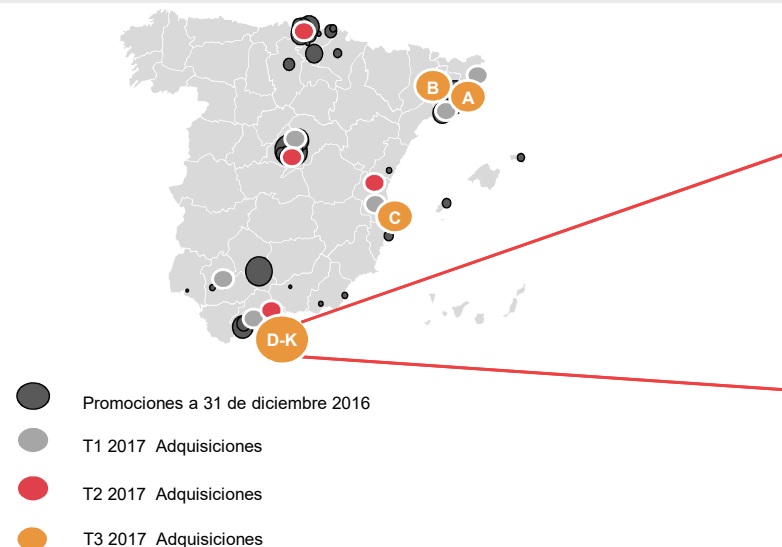 B
A
C
D-K
Promociones a 31 de diciembre 2016
T1 2017 Adquisiciones
T2 2017 Adquisiciones
T3 2017 Adquisiciones